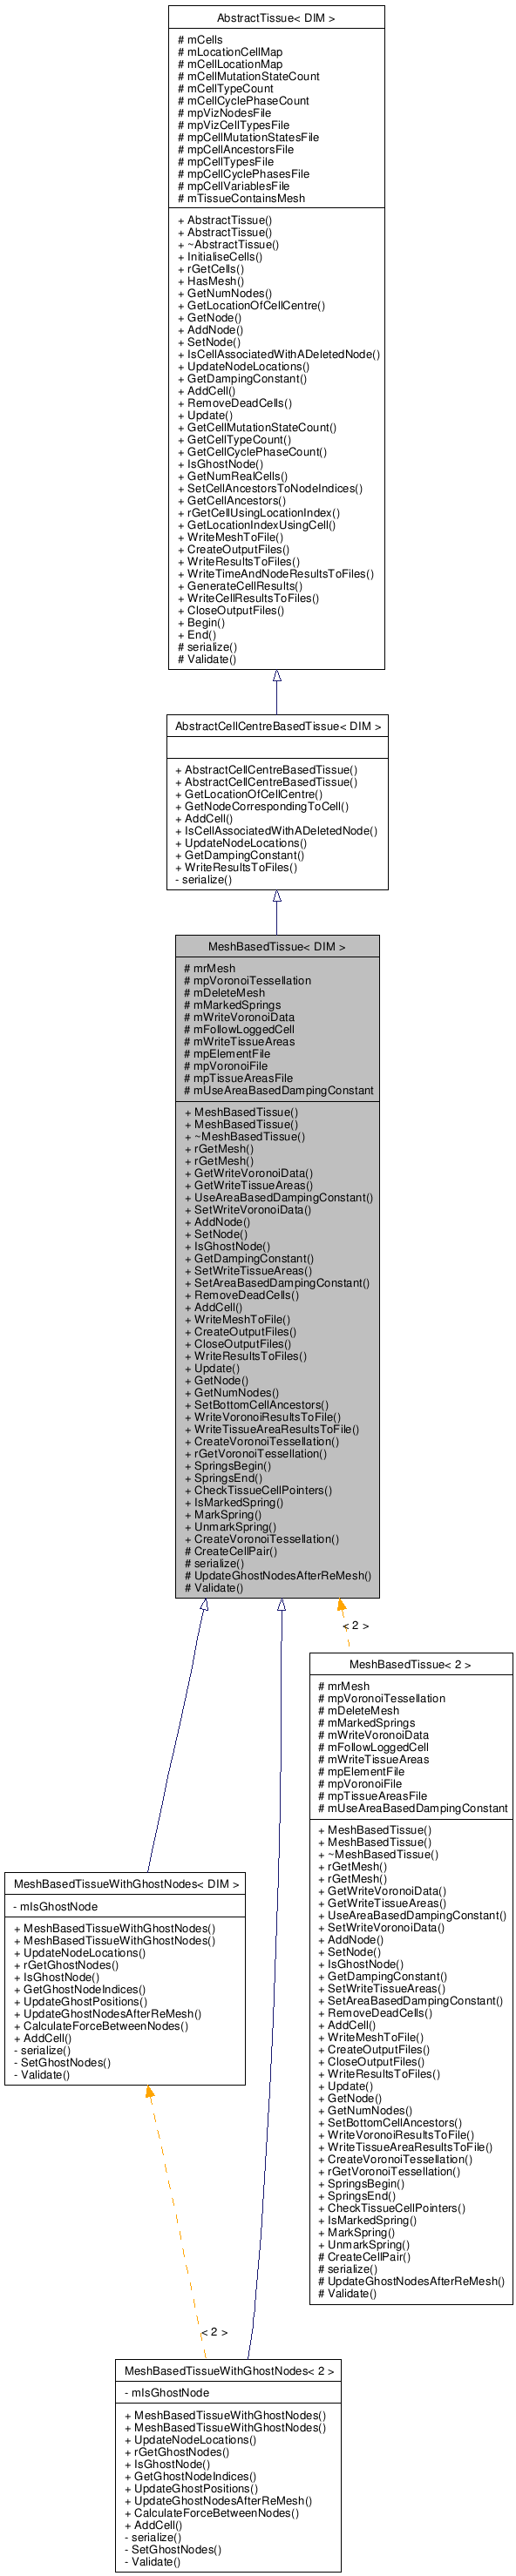 AbstractTissue< DIM >
# mCells
# mLocationCellMap
# mCellLocationMap
# mCellMutationStateCount
# mCellTypeCount
# mCellCyclePhaseCount
# mpVizNodesFile
# mpVizCellTypesFile
# mpCellMutationStatesFile
# mpCellAncestorsFile
# mpCellTypesFile
# mpCellCyclePhasesFile
# mpCellVariablesFile
# mTissueContainsMesh
+ AbstractTissue()
+ AbstractTissue()
+ ~AbstractTissue()
+ InitialiseCells()
+ rGetCells()
+ HasMesh()
+ GetNumNodes()
+ GetLocationOfCellCentre()
+ GetNode()
+ AddNode()
+ SetNode()
+ IsCellAssociatedWithADeletedNode()
+ UpdateNodeLocations()
+ GetDampingConstant()
+ AddCell()
+ RemoveDeadCells()
+ Update()
+ GetCellMutationStateCount()
+ GetCellTypeCount()
+ GetCellCyclePhaseCount()
+ IsGhostNode()
+ GetNumRealCells()
+ SetCellAncestorsToNodeIndices()
+ GetCellAncestors()
+ rGetCellUsingLocationIndex()
+ GetLocationIndexUsingCell()
+ WriteMeshToFile()
+ CreateOutputFiles()
+ WriteResultsToFiles()
+ WriteTimeAndNodeResultsToFiles()
+ GenerateCellResults()
+ WriteCellResultsToFiles()
+ CloseOutputFiles()
+ Begin()
+ End()
# serialize()
# Validate()
AbstractCellCentreBasedTissue< DIM >
+ AbstractCellCentreBasedTissue()
+ AbstractCellCentreBasedTissue()
+ GetLocationOfCellCentre()
+ GetNodeCorrespondingToCell()
+ AddCell()
+ IsCellAssociatedWithADeletedNode()
+ UpdateNodeLocations()
+ GetDampingConstant()
+ WriteResultsToFiles()
- serialize()
MeshBasedTissue< DIM >
# mrMesh
# mpVoronoiTessellation
# mDeleteMesh
# mMarkedSprings
# mWriteVoronoiData
# mFollowLoggedCell
# mWriteTissueAreas
# mpElementFile
# mpVoronoiFile
# mpTissueAreasFile
# mUseAreaBasedDampingConstant
+ MeshBasedTissue()
+ MeshBasedTissue()
+ ~MeshBasedTissue()
+ rGetMesh()
+ rGetMesh()
+ GetWriteVoronoiData()
+ GetWriteTissueAreas()
+ UseAreaBasedDampingConstant()
+ SetWriteVoronoiData()
+ AddNode()
+ SetNode()
+ IsGhostNode()
+ GetDampingConstant()
+ SetWriteTissueAreas()
+ SetAreaBasedDampingConstant()
+ RemoveDeadCells()
+ AddCell()
+ WriteMeshToFile()
+ CreateOutputFiles()
+ CloseOutputFiles()
+ WriteResultsToFiles()
+ Update()
+ GetNode()
+ GetNumNodes()
+ SetBottomCellAncestors()
+ WriteVoronoiResultsToFile()
+ WriteTissueAreaResultsToFile()
+ CreateVoronoiTessellation()
+ rGetVoronoiTessellation()
+ SpringsBegin()
+ SpringsEnd()
+ CheckTissueCellPointers()
+ IsMarkedSpring()
+ MarkSpring()
+ UnmarkSpring()
+ CreateVoronoiTessellation()
# CreateCellPair()
# serialize()
# UpdateGhostNodesAfterReMesh()
# Validate()
< 2 >
MeshBasedTissue< 2 >
# mrMesh
# mpVoronoiTessellation
# mDeleteMesh
# mMarkedSprings
# mWriteVoronoiData
# mFollowLoggedCell
# mWriteTissueAreas
# mpElementFile
# mpVoronoiFile
# mpTissueAreasFile
# mUseAreaBasedDampingConstant
+ MeshBasedTissue()
+ MeshBasedTissue()
+ ~MeshBasedTissue()
+ rGetMesh()
+ rGetMesh()
+ GetWriteVoronoiData()
+ GetWriteTissueAreas()
+ UseAreaBasedDampingConstant()
+ SetWriteVoronoiData()
+ AddNode()
+ SetNode()
+ IsGhostNode()
+ GetDampingConstant()
+ SetWriteTissueAreas()
+ SetAreaBasedDampingConstant()
+ RemoveDeadCells()
+ AddCell()
+ WriteMeshToFile()
+ CreateOutputFiles()
+ CloseOutputFiles()
+ WriteResultsToFiles()
+ Update()
+ GetNode()
+ GetNumNodes()
+ SetBottomCellAncestors()
+ WriteVoronoiResultsToFile()
+ WriteTissueAreaResultsToFile()
+ CreateVoronoiTessellation()
+ rGetVoronoiTessellation()
+ SpringsBegin()
+ SpringsEnd()
+ CheckTissueCellPointers()
+ IsMarkedSpring()
+ MarkSpring()
+ UnmarkSpring()
# CreateCellPair()
# serialize()
# UpdateGhostNodesAfterReMesh()
# Validate()
MeshBasedTissueWithGhostNodes< DIM >
- mIsGhostNode
+ MeshBasedTissueWithGhostNodes()
+ MeshBasedTissueWithGhostNodes()
+ UpdateNodeLocations()
+ rGetGhostNodes()
+ IsGhostNode()
+ GetGhostNodeIndices()
+ UpdateGhostPositions()
+ UpdateGhostNodesAfterReMesh()
+ CalculateForceBetweenNodes()
+ AddCell()
- serialize()
- SetGhostNodes()
- Validate()
< 2 >
MeshBasedTissueWithGhostNodes< 2 >
- mIsGhostNode
+ MeshBasedTissueWithGhostNodes()
+ MeshBasedTissueWithGhostNodes()
+ UpdateNodeLocations()
+ rGetGhostNodes()
+ IsGhostNode()
+ GetGhostNodeIndices()
+ UpdateGhostPositions()
+ UpdateGhostNodesAfterReMesh()
+ CalculateForceBetweenNodes()
+ AddCell()
- serialize()
- SetGhostNodes()
- Validate()